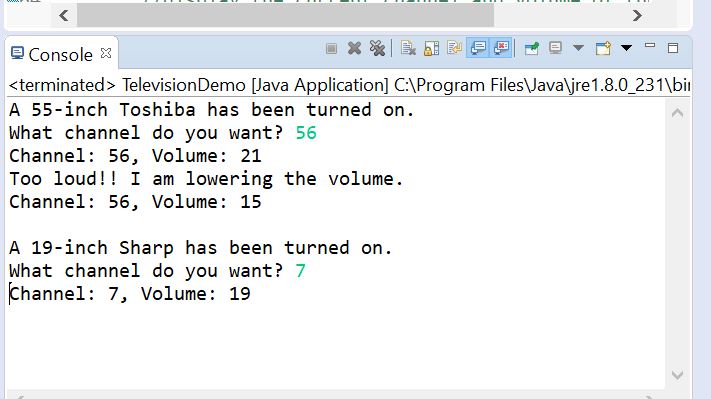 Console
<terminated> TelevisionDemo [Java Application] C:\Program Files\Java\jre1.8.0_231\bin
A 55-inch Toshiba has been turned on.
What channel do you want? 56
Channel: 56, Volume: 21
Too loud!! I am lowering the volume.
Channel: 56, Volume: 15
A 19-inch Sharp has been turned on.
What channel do you want? 7
Channel: 7, Volume: 19